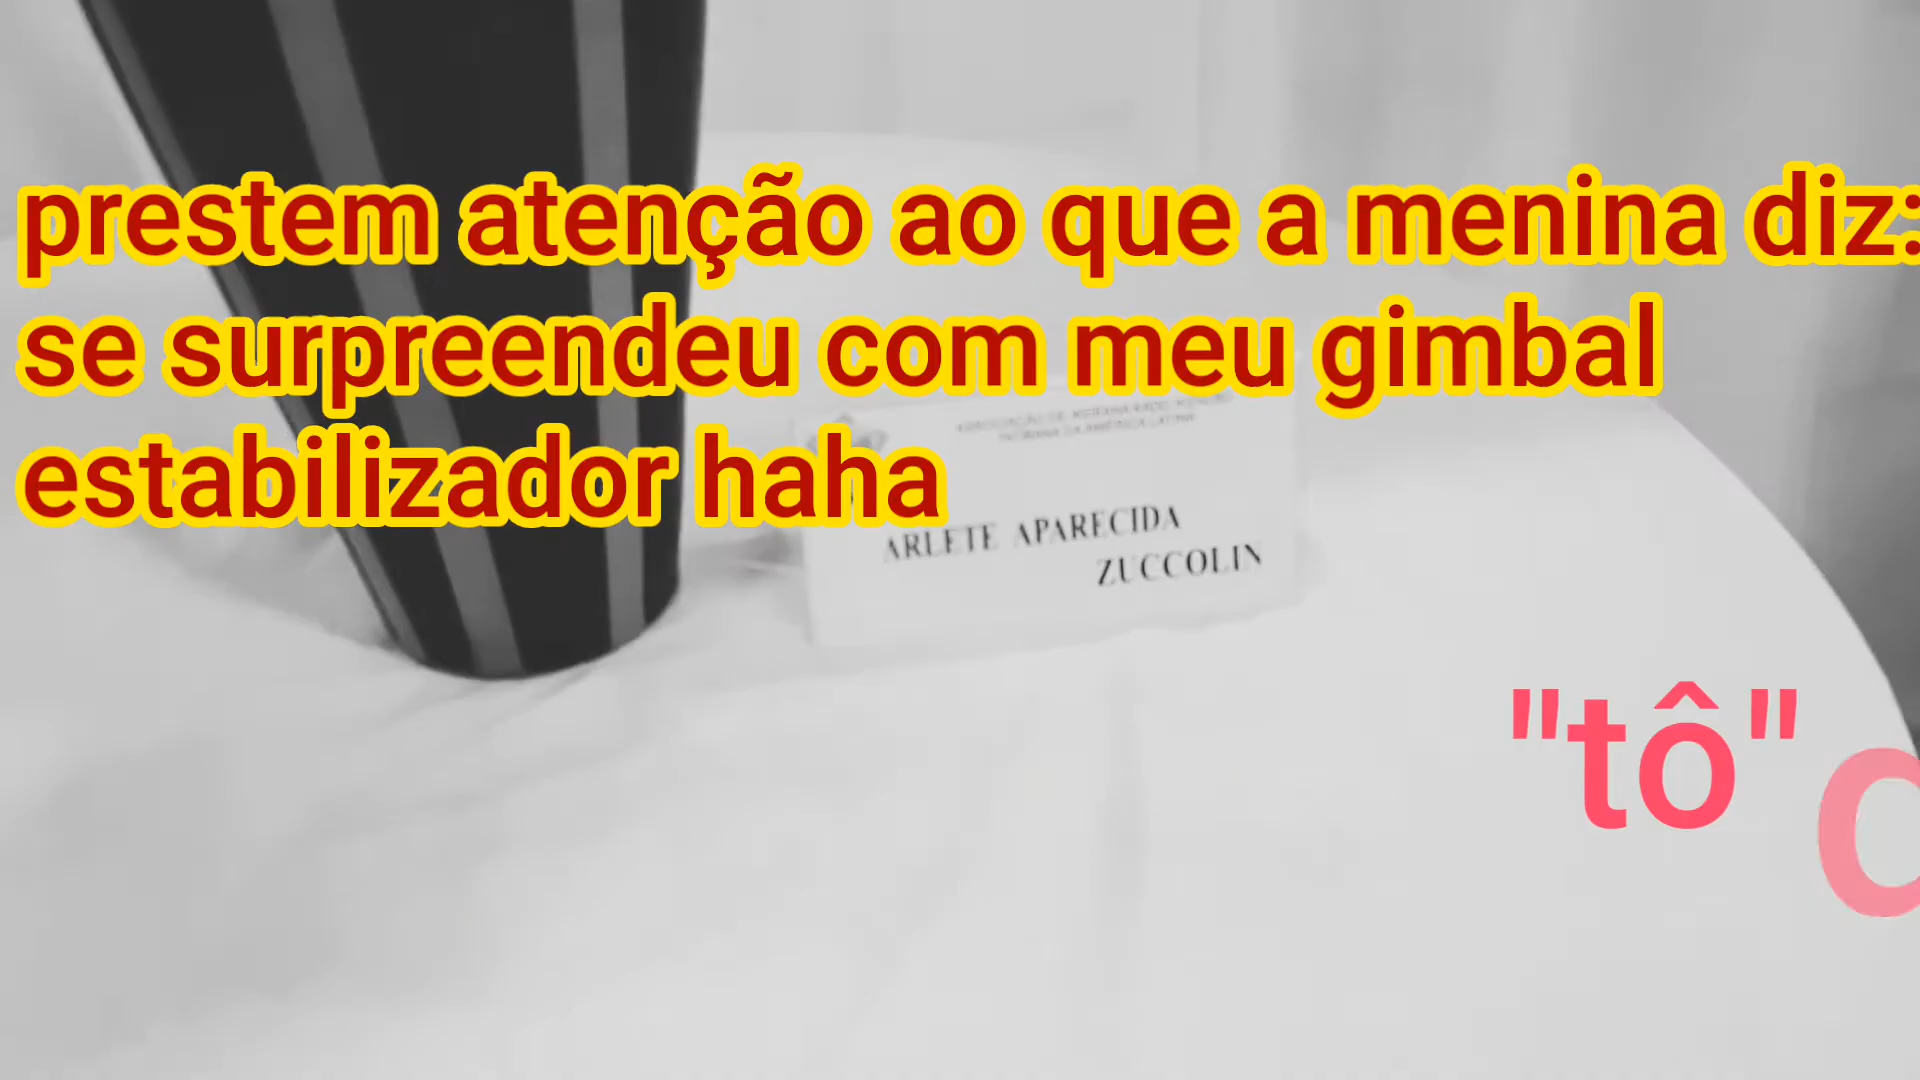 prestem atenção ao que a menina diz:
se surpreendeu com meu gimbal
estabilizador haha
ARLETE APARECIDA
ZUCCOLIN
"tô"